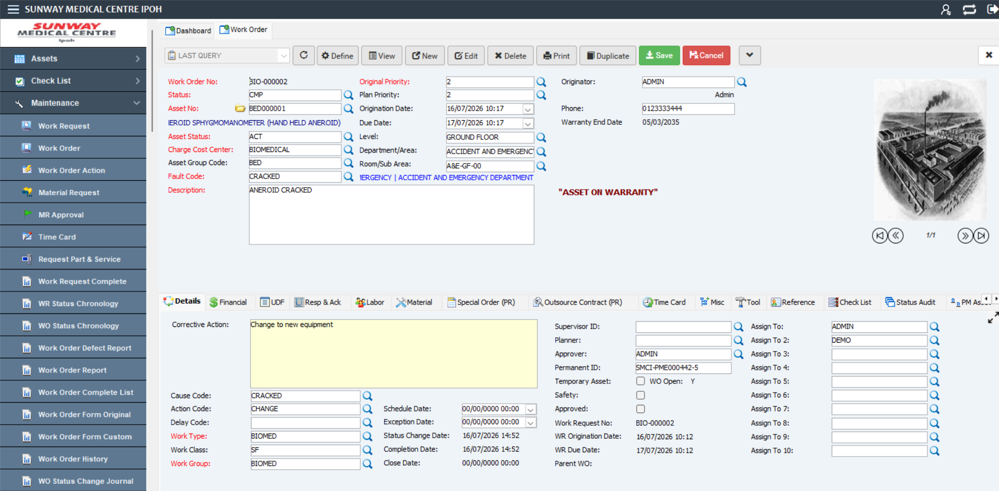 SUNWAY MEDICAL CENTRE IPOH
SUNWAY
MEDICAL CENTRE
Ipoh
Assets
Check List
Maintenance
Work Request
Work Order
Work Order Action
Material Request
MR Approval
Time Card
Request Part & Service
Work Request Complete
WR Status Chronology
WO Status Chronology
Work Order Defect Report
Work Order Report
Work Order Complete List
Work Order Form Original
Work Order Form Custom
Work Order History
WO Status Change Journal
Dashboard Work Order
LAST QUERY Define View New Edit Delete Print Duplicate Save Cancel
Work Order No: BIO-000002 Original Priority: 2 Originator: ADMIN
Status: CMP Plan Priority: 2 Admin
Asset No: BED000001 Origination Date: 16/07/2026 10:17 Phone: 0123333444
IEROID SPHYGMOMANOMETER (HAND HELD ANEROID) Due Date: 17/07/2026 10:17 Warranty End Date 05/03/2035
Asset Status: ACT Level: GROUND FLOOR
Charge Cost Center: BIOMEDICAL Department/Area: ACCIDENT AND EMERGENC
Asset Group Code: BED Room/Sub Area: A&E-GF-00
Fault Code: CRACKED ERGENCY | ACCIDENT AND EMERGENCY DEPARTMENT
Description: ANEROID CRACKED "ASSET ON WARRANTY"
1/1
Details Financial UDF Resp & Ack Labor Material Special Order (PR) Outsource Contract (PR) Time Card Misc Tool Reference Check List Status Audit PM As
Corrective Action: Change to new equipment Supervisor ID: Assign To: ADMIN
Planner: Assign To 2: DEMO
Approver: ADMIN Assign To 3:
Permanent ID: SMCI-PME000442-5 Assign To 4:
Temporary Asset: WO Open: Y Assign To 5:
Cause Code: CRACKED Safety: Assign To 6:
Action Code: CHANGE Schedule Date: 00/00/0000 00:00 Approved: Assign To 7:
Delay Code: Exception Date: 00/00/0000 00:00 Work Request No: BIO-000002 Assign To 8:
Work Type: BIOMED Status Change Date: 16/07/2026 14:52 WR Origination Date: 16/07/2026 10:12 Assign To 9:
Work Class: SF Completion Date: 16/07/2026 14:52 WR Due Date: 17/07/2026 10:12 Assign To 10:
Work Group: BIOMED Close Date: 00/00/0000 00:00 Parent WO: